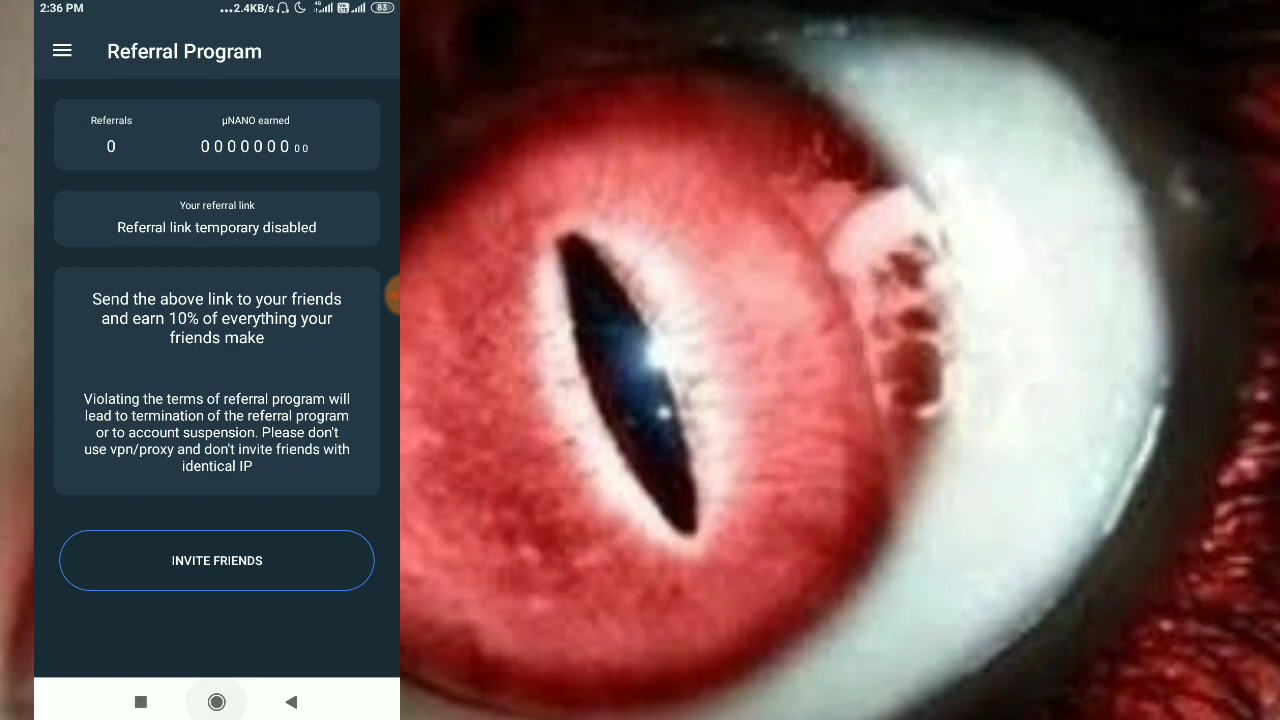 2:36 PM
...2.4KB/s 4G 83
Referral Program
Referrals
µNANO earned
0
0 0 0 0 0 0 0 0 0
Your referral link
Referral link temporary disabled
Send the above link to your friends
and earn 10% of everything your
friends make
Violating the terms of referral program will
lead to termination of the referral program
or to account suspension. Please don't
use vpn/proxy and don't invite friends with
identical IP
INVITE FRIENDS